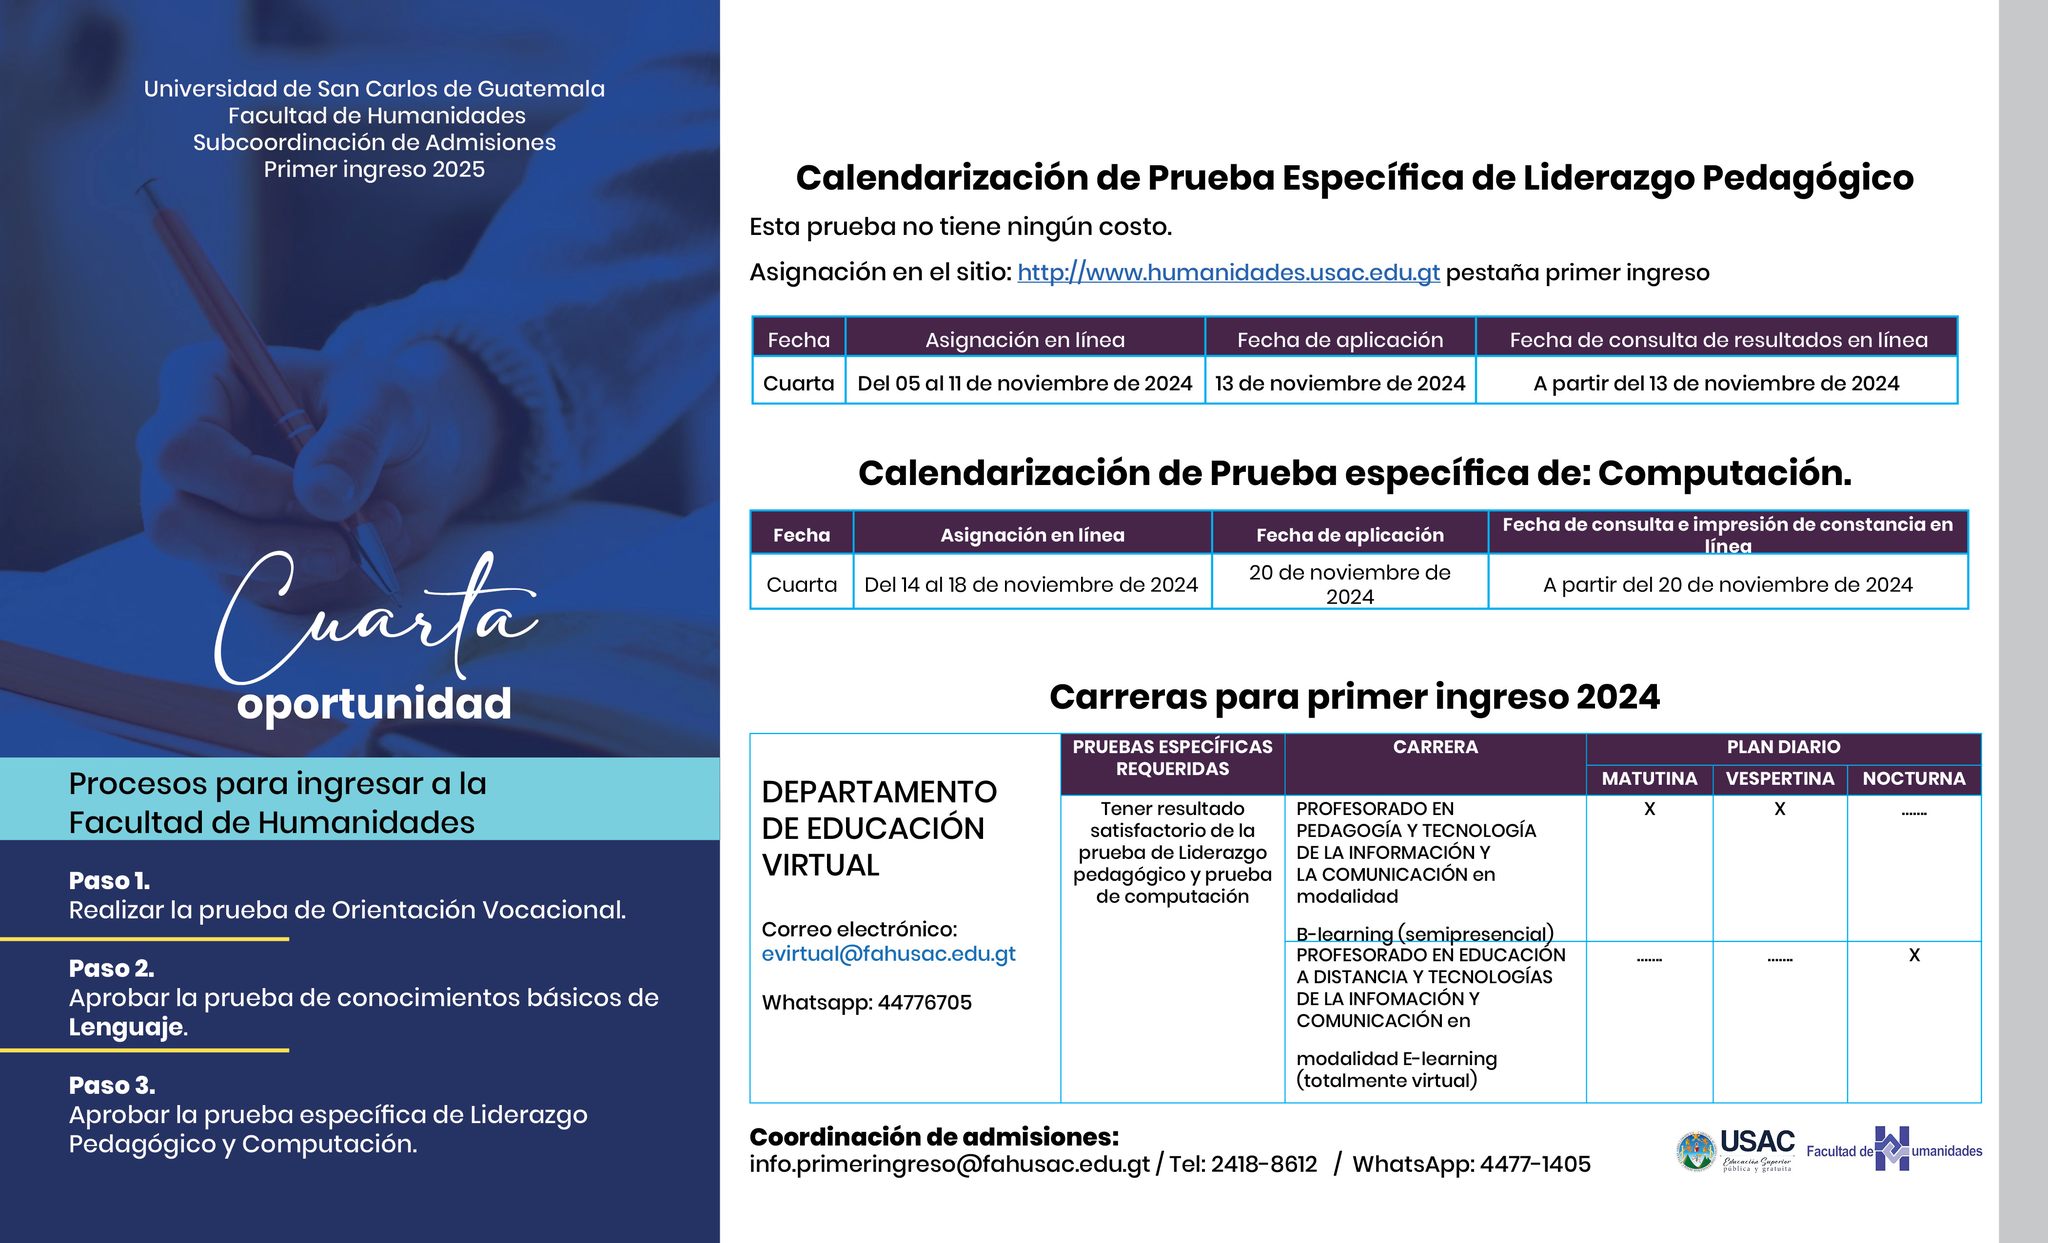 Universidad de San Carlos de Guatemala
Facultad de Humanidades
Subcoordinación de Admisiones
Primer ingreso 2025
Cuarta
oportunidad
Procesos para ingresar a la
Facultad de Humanidades
Paso 1.
Realizar la prueba de Orientación Vocacional.
Paso 2.
Aprobar la prueba de conocimientos básicos de
Lenguaje.
Paso 3.
Aprobar la prueba específica de Liderazgo
Pedagógico y Computación.
Calendarización de Prueba Específica de Liderazgo Pedagógico
Esta prueba no tiene ningún costo.
Asignación en el sitio: http://www.humanidades.usac.edu.gt pestaña primer ingreso
Fecha Asignación en línea Fecha de aplicación Fecha de consulta de resultados en línea
Cuarta Del 05 al 11 de noviembre de 2024 13 de noviembre de 2024 A partir del 13 de noviembre de 2024
Calendarización de Prueba específica de: Computación.
Fecha Asignación en línea Fecha de aplicación Fecha de consulta e impresión de constancia en
línea
Cuarta Del 14 al 18 de noviembre de 2024 20 de noviembre de
2024
A partir del 20 de noviembre de 2024
Carreras para primer ingreso 2024
DEPARTAMENTO
DE EDUCACIÓN
VIRTUAL
Correo electrónico:
evirtual@fahusac.edu.gt
Whatsapp: 44776705
PRUEBAS ESPECÍFICAS
REQUERIDAS
CARRERA
PLAN DIARIO
MATUTINA VESPERTINA NOCTURNA
Tener resultado
satisfactorio de la
prueba de Liderazgo
pedagógico y prueba
de computación
PROFESORADO EN
PEDAGOGÍA Y TECNOLOGÍA
DE LA INFORMACIÓN Y
LA COMUNICACIÓN en
modalidad
B-learning (semipresencial)
X X .......
PROFESORADO EN EDUCACIÓN
A DISTANCIA Y TECNOLOGÍAS
DE LA INFOMACIÓN Y
COMUNICACIÓN en
modalidad E-learning
(totalmente virtual)
....... ....... X
Coordinación de admisiones:
info.primeringreso@fahusac.edu.gt / Tel: 2418-8612 / WhatsApp: 4477-1405
USAC
Educación Superior
pública y gratuita
Facultad de Humanidades